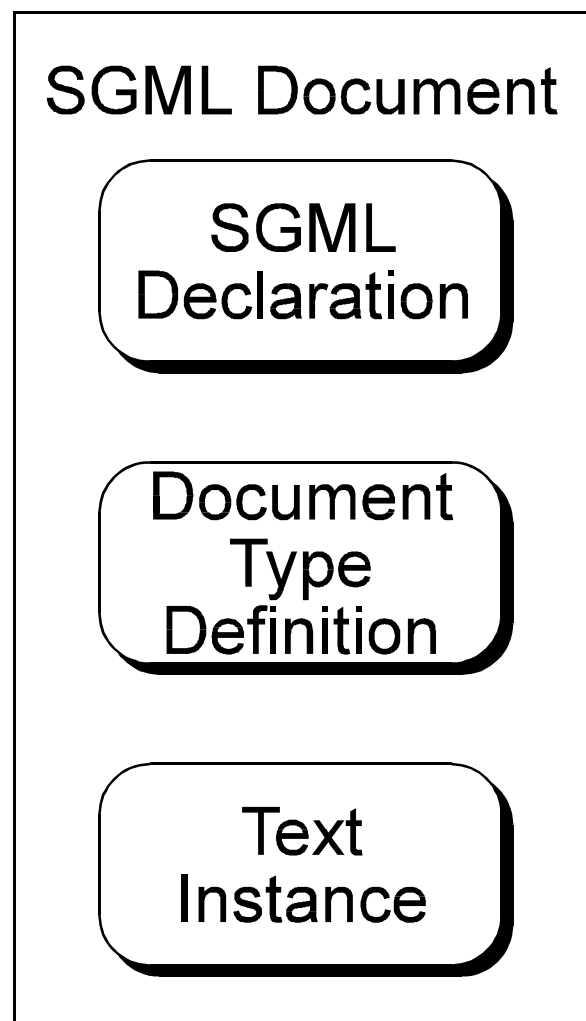 SGML Document
SGML
Declaration
Document
Type
Definition
Text
Instance